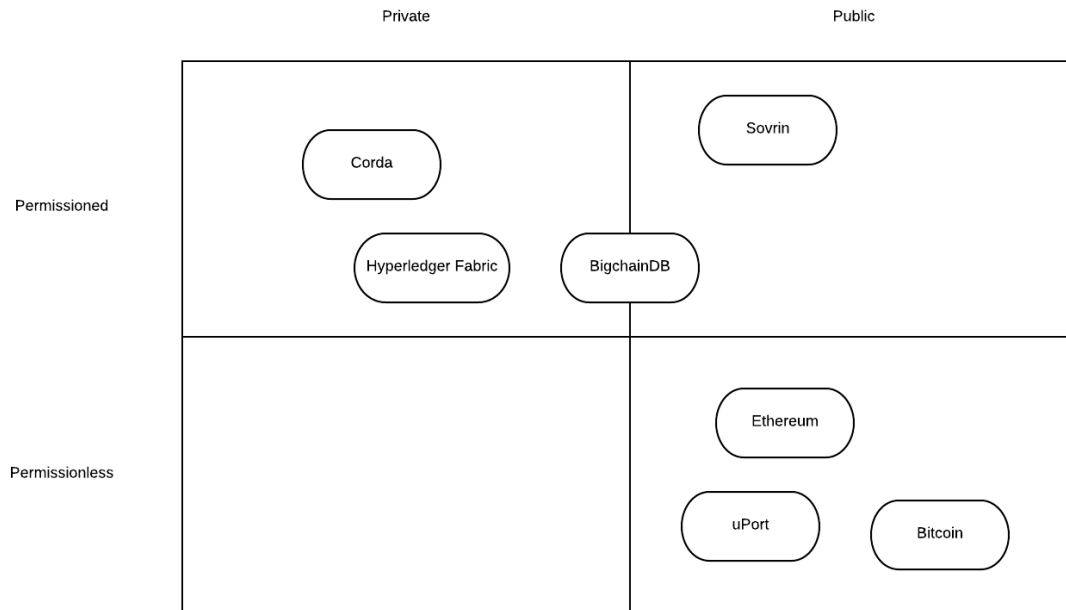 Private
Public
Sovrin
Corda
Permissioned
Hyperledger Fabric
BigchainDB
Ethereum
Permissionless
uPort
Bitcoin